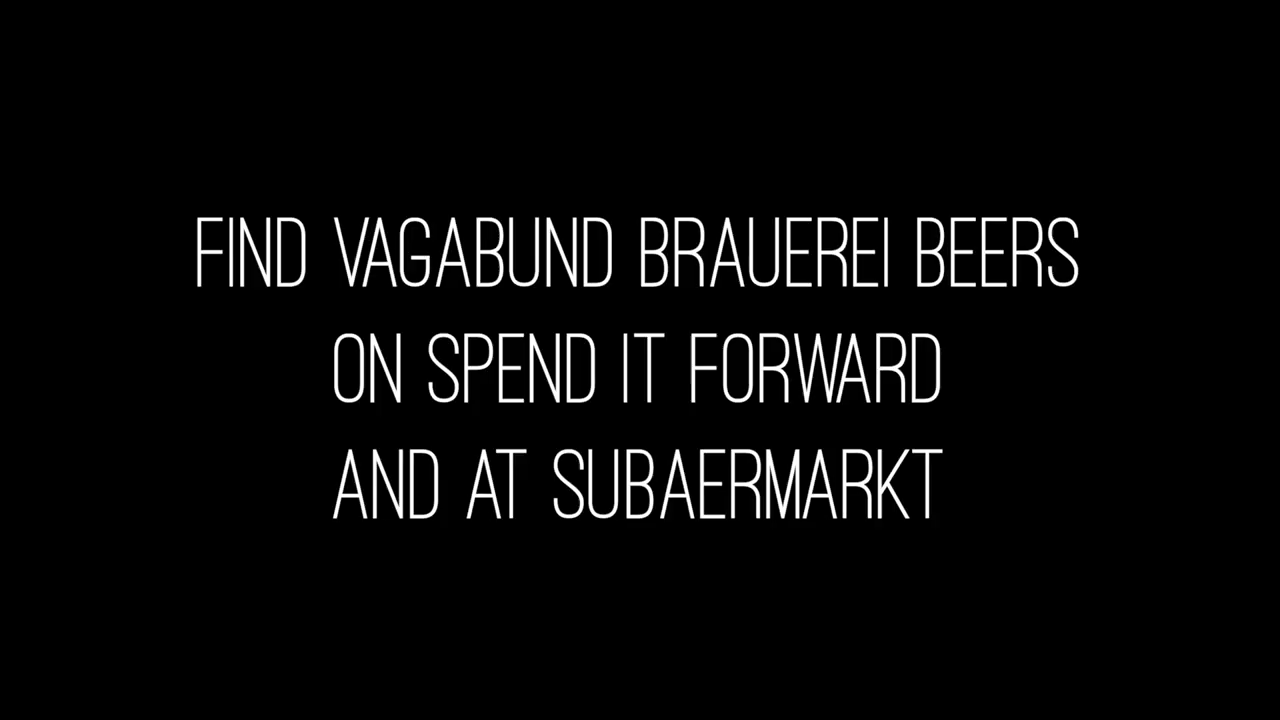 FIND VAGABUND BRAUEREI BEERS
ON SPEND IT FORWARD
AND AT SUBAERMARKT